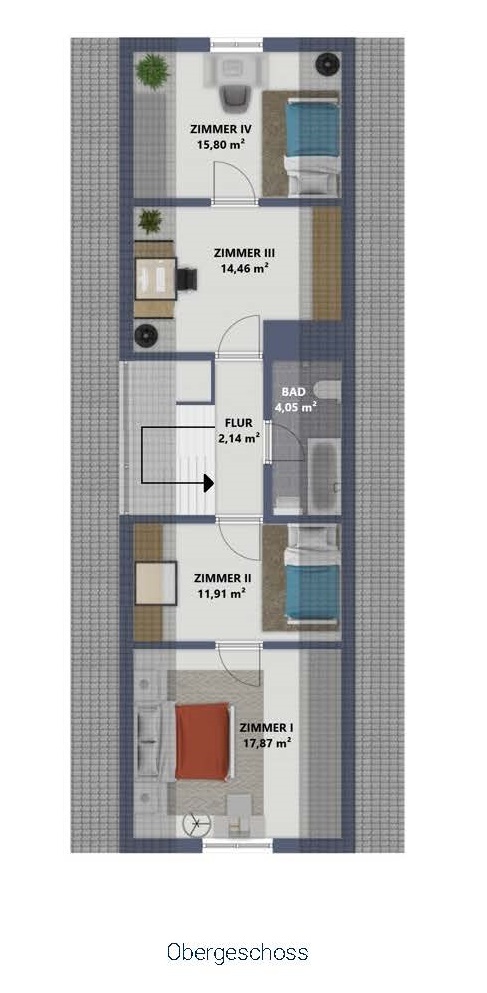 ZIMMER IV
15,80 m²
ZIMMER III
14,46 m²
BAD
4,05 m²
FLUR
2,14 m²
ZIMMER II
11,91 m²
ZIMMER I
17,87 m²
Obergeschoss